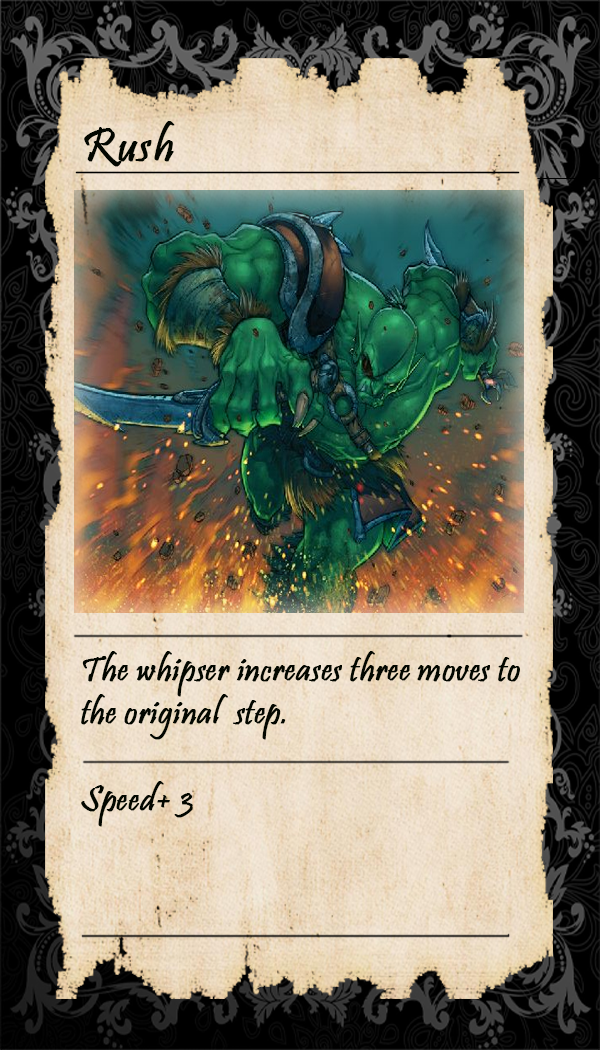 Rush
The whipser increases three moves to
the original step.
Speed+ 3